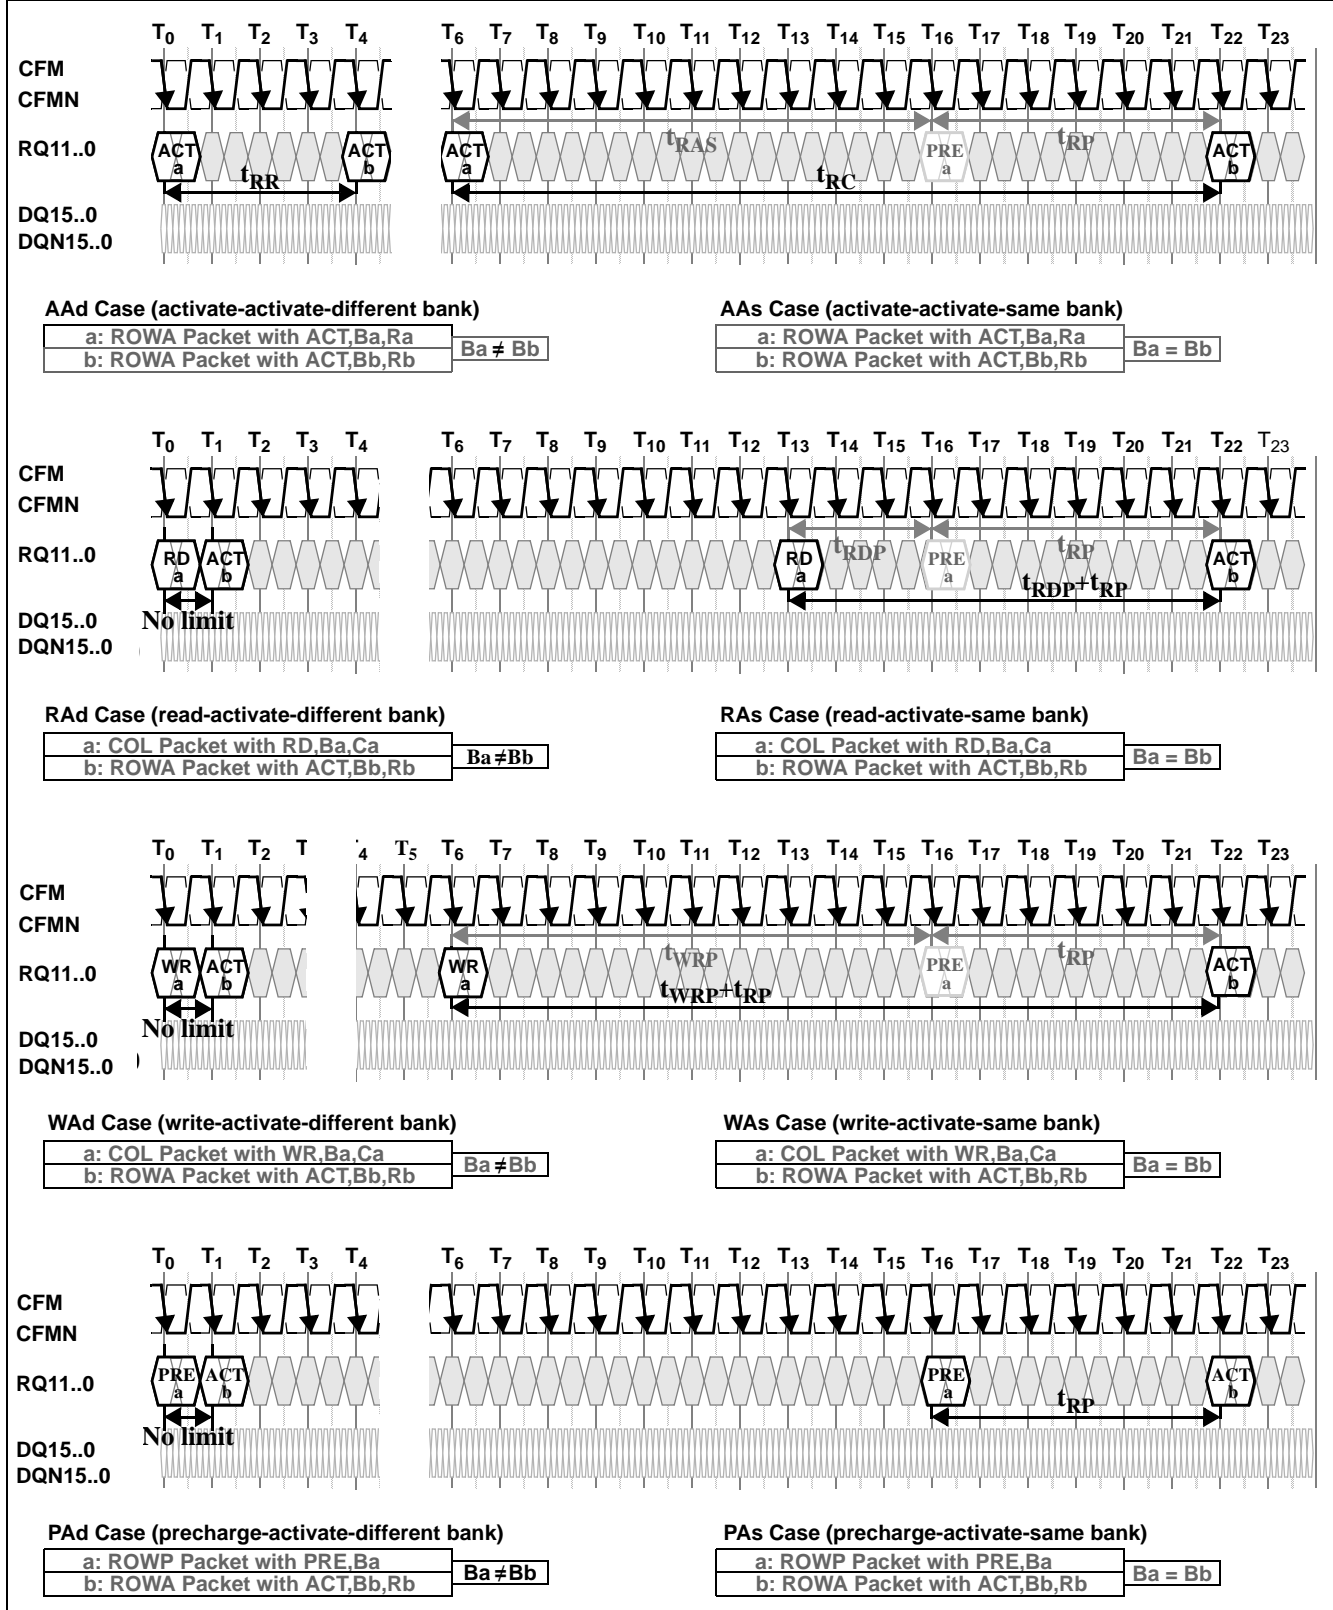 T0 T1 T2 T3 T4 T6 T7 T8 T9 T10 T11 T12 T13 T14 T15 T16 T17 T18 T19 T20 T21 T22 T23
CFM
CFMN
tRAS tRP
RQ11..0 ACT a ACT b ACT a PRE a ACT b
tRR tRC
DQ15..0
DQN15..0
AAd Case (activate-activate-different bank) AAs Case (activate-activate-same bank)
a: ROWA Packet with ACT,Ba,Ra a: ROWA Packet with ACT,Ba,Ra
Ba ≠ Bb Ba = Bb
b: ROWA Packet with ACT,Bb,Rb b: ROWA Packet with ACT,Bb,Rb
T0 T1 T2 T3 T4 T6 T7 T8 T9 T10 T11 T12 T13 T14 T15 T16 T17 T18 T19 T20 T21 T22 T23
CFM
CFMN
tRDP tRP
RQ11..0 RD a ACT b RD a PRE a ACT b
tRDP+tRP
DQ15..0 No limit
DQN15..0
RAd Case (read-activate-different bank) RAs Case (read-activate-same bank)
a: COL Packet with RD,Ba,Ca a: COL Packet with RD,Ba,Ca
Ba ≠Bb Ba = Bb
b: ROWA Packet with ACT,Bb,Rb b: ROWA Packet with ACT,Bb,Rb
T0 T1 T2 T 4 T5 T6 T7 T8 T9 T10 T11 T12 T13 T14 T15 T16 T17 T18 T19 T20 T21 T22 T23
CFM
CFMN
tWRP tRP
RQ11..0 WR a ACT b WR a PRE a ACT b
tWRP+tRP
No limit
DQ15..0
DQN15..0
WAd Case (write-activate-different bank) WAs Case (write-activate-same bank)
a: COL Packet with WR,Ba,Ca a: COL Packet with WR,Ba,Ca
Ba ≠Bb Ba = Bb
b: ROWA Packet with ACT,Bb,Rb b: ROWA Packet with ACT,Bb,Rb
T0 T1 T2 T3 T4 T6 T7 T8 T9 T10 T11 T12 T13 T14 T15 T16 T17 T18 T19 T20 T21 T22 T23
CFM
CFMN
RQ11..0 PRE a ACT b PRE a ACT b
tRP
No limit
DQ15..0
DQN15..0
PAd Case (precharge-activate-different bank) PAs Case (precharge-activate-same bank)
a: ROWP Packet with PRE,Ba a: ROWP Packet with PRE,Ba
Ba ≠Bb Ba = Bb
b: ROWA Packet with ACT,Bb,Rb b: ROWA Packet with ACT,Bb,Rb